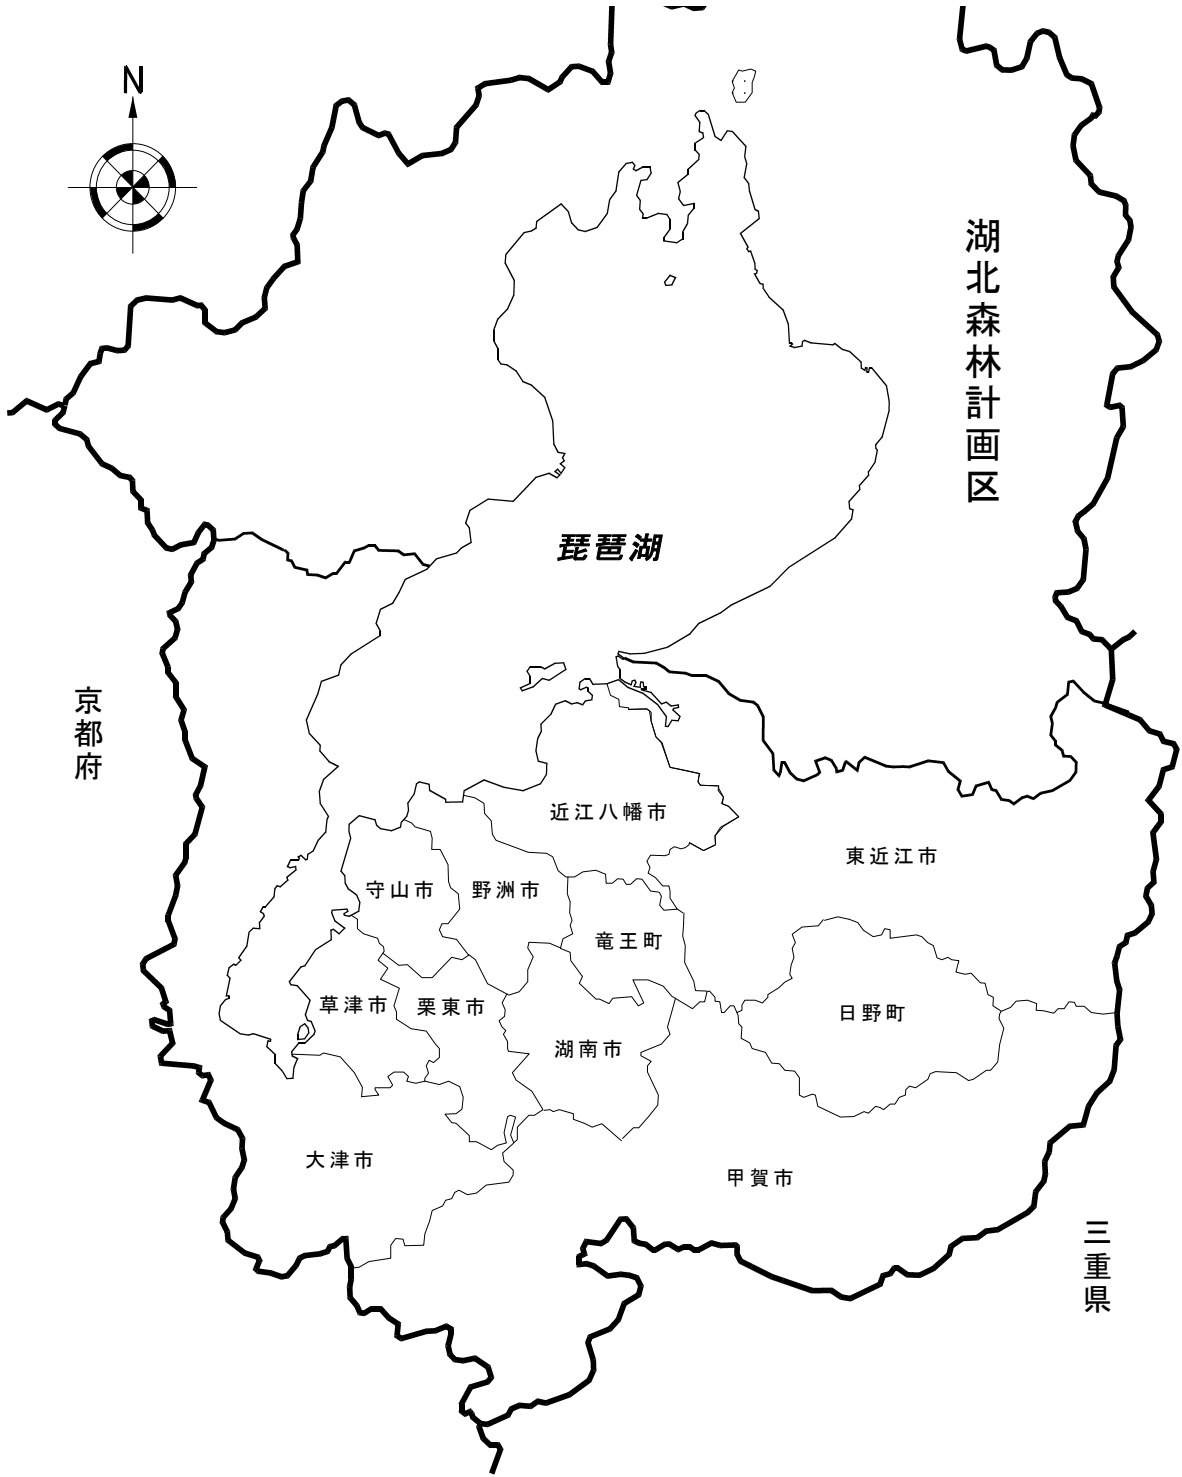 N
湖北森林計画区
琵琶湖
京都府
近江八幡市
東近江市
守山市
野洲市
竜王町
草津市
栗東市
日野町
湖南市
大津市
甲賀市
三重県